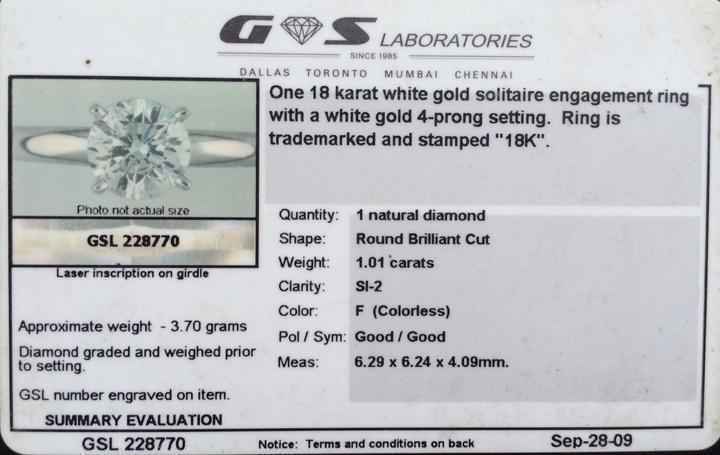 GS LABORATORIES
SINCE 1985
DALLAS TORONTO MUMBAI CHENNAI
One 18 karat white gold solitaire engagement ring
with a white gold 4-prong setting. Ring is
trademarked and stamped "18K".
Photo not actual size
GSL 228770
Laser inscription on girdle
Quantity: 1 natural diamond
Shape: Round Brilliant Cut
Weight: 1.01 carats
Clarity: SI-2
Color: F (Colorless)
Pol / Sym: Good / Good
Meas: 6.29 x 6.24 x 4.09mm.
Approximate weight - 3.70 grams
Diamond graded and weighed prior
to setting.
GSL number engraved on item.
SUMMARY EVALUATION
GSL 228770
Notice: Terms and conditions on back
Sep-28-09